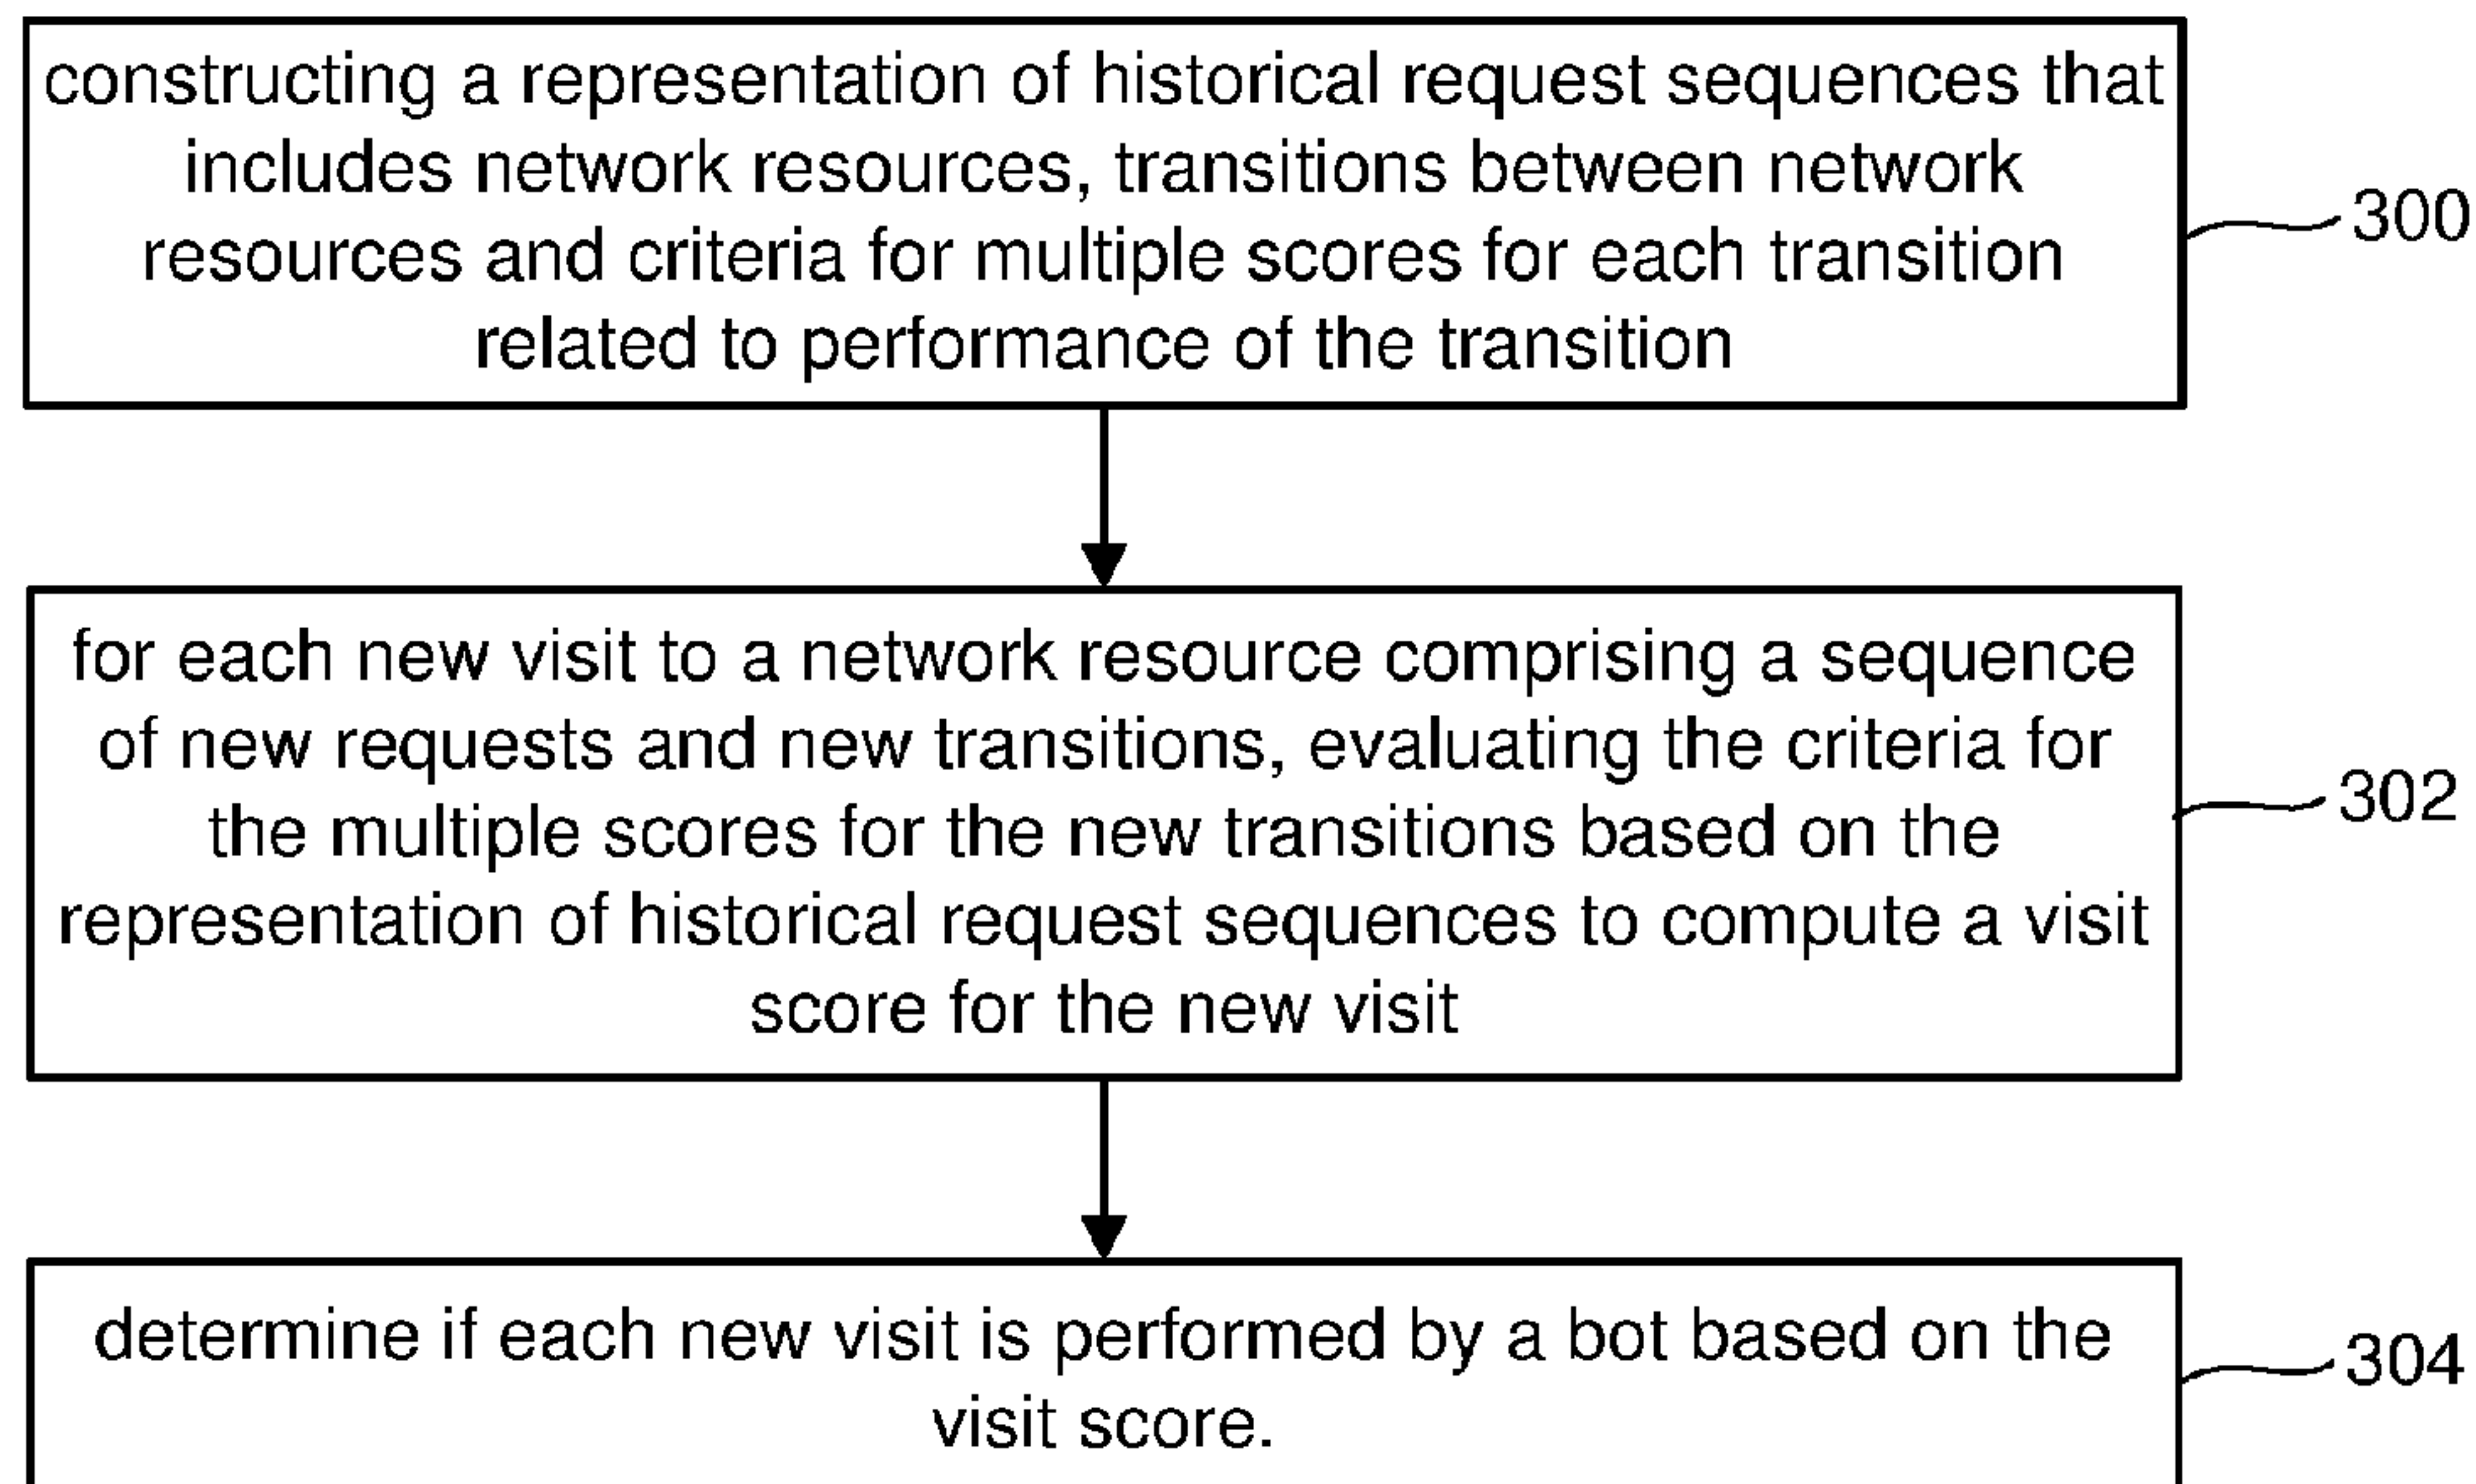 constructing a representation of historical request sequences that
includes network resources, transitions between network
resources and criteria for multiple scores for each transition
related to performance of the transition
300
for each new visit to a network resource comprising a sequence
of new requests and new transitions, evaluating the criteria for
the multiple scores for the new transitions based on the
representation of historical request sequences to compute a visit
score for the new visit
302
determine if each new visit is performed by a bot based on the
visit score.
304